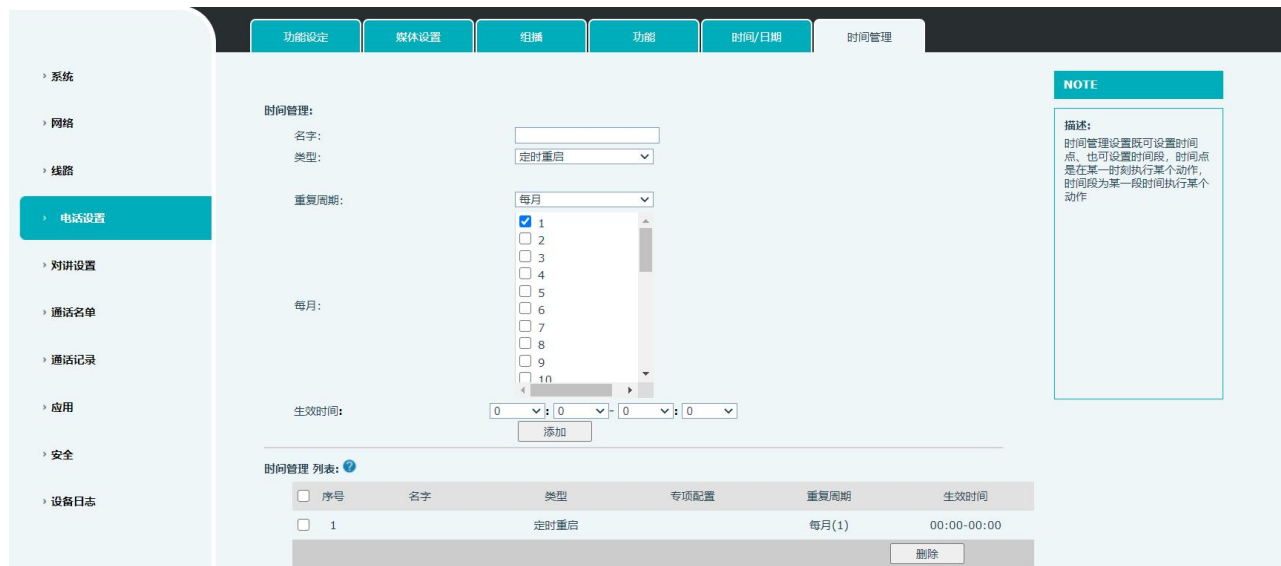 功能设定 媒体设置 组播 功能 时间/日期 时间管理
系统
网络
线路
电话设置
对讲设置
通话名单
通话记录
应用
安全
设备日志
时间管理:
名字:
类型: 定时重启
重复周期: 每月
每月:
1
2
3
4
5
6
7
8
9
10
生效时间: 0 : 0 - 0 : 0
添加
时间管理 列表: ?
序号 名字 类型 专项配置 重复周期 生效时间
1 定时重启 每月(1) 00:00-00:00
删除
NOTE
描述:
时间管理设置既可设置时间
点、也可设置时间段，时间点
是在某一时刻执行某个动作，
时间段为某一段时间执行某个
动作